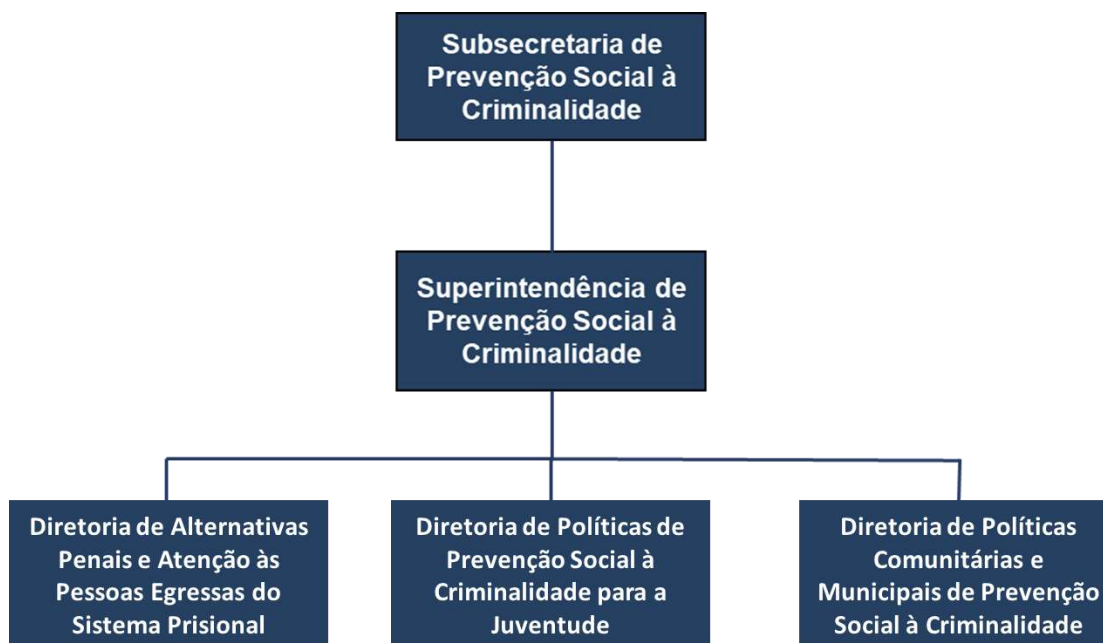 Subsecretaria de
Prevenção Social à
Criminalidade
Superintendência de
Prevenção Social à
Criminalidade
Diretoria de Alternativas
Penais e Atenção às
Pessoas Egressas do
Sistema Prisional
Diretoria de Políticas de
Prevenção Social à
Criminalidade para a
Juventude
Diretoria de Políticas
Comunitárias e
Municipais de Prevenção
Social à Criminalidade